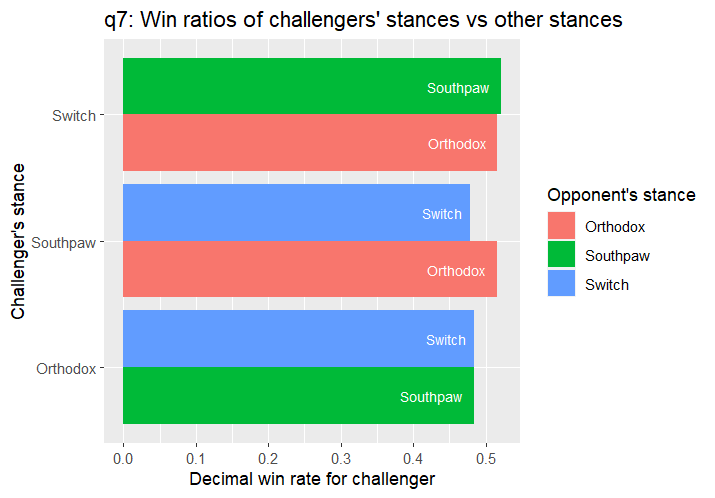 q7: Win ratios of challengers' stances vs other stances
Challenger's stance
Switch
Southpaw
Orthodox
Southpaw
Orthodox
Switch
Orthodox
Switch
Southpaw
0.0 0.1 0.2 0.3 0.4 0.5
Decimal win rate for challenger
Opponent's stance
Orthodox
Southpaw
Switch